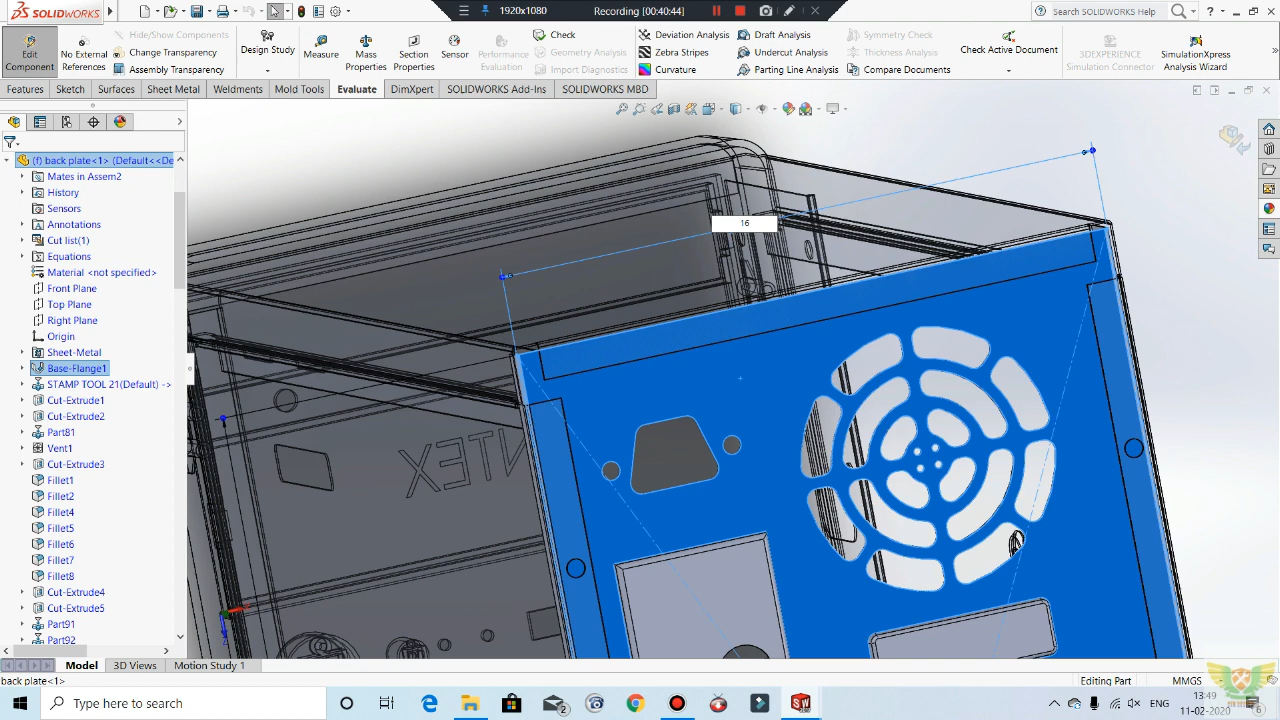 SOLIDWORKS
1920x1080
Recording [00:40:44]
Search SOLIDWORKS Help
Edit Component
No External References
Hide/Show Components
Change Transparency
Assembly Transparency
Design Study
Measure
Mass Properties
Section Properties
Sensor
Performance Evaluation
Check
Geometry Analysis
Import Diagnostics
Deviation Analysis
Zebra Stripes
Curvature
Draft Analysis
Undercut Analysis
Parting Line Analysis
Symmetry Check
Thickness Analysis
Compare Documents
Check Active Document
3DEXPERIENCE Simulation Connector
SimulationXpress Analysis Wizard
Features
Sketch
Surfaces
Sheet Metal
Weldments
Mold Tools
Evaluate
DimXpert
SOLIDWORKS Add-Ins
SOLIDWORKS MBD
(f) back plate<1> (Default<<De
Mates in Assem2
History
Sensors
Annotations
Cut list(1)
Equations
Material <not specified>
Front Plane
Top Plane
Right Plane
Origin
Sheet-Metal
Base-Flange1
STAMP TOOL 21(Default) ->
Cut-Extrude1
Cut-Extrude2
Part81
Vent1
Cut-Extrude3
Fillet1
Fillet2
Fillet4
Fillet5
Fillet6
Fillet7
Fillet8
Cut-Extrude4
Cut-Extrude5
Part91
Part92
16
Model
3D Views
Motion Study 1
back plate<1>
Editing Part
MMGS
Type here to search
2
ENG
13:49
11-02-2020
6